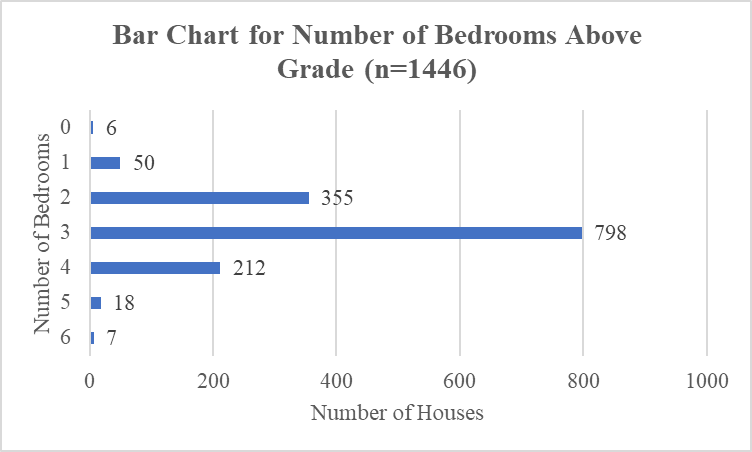 Bar Chart for Number of Bedrooms Above
Grade (n=1446)
Number of Bedrooms
0 6
1 50
2 355
3 798
4 212
5 18
6 7
0 200 400 600 800 1000
Number of Houses